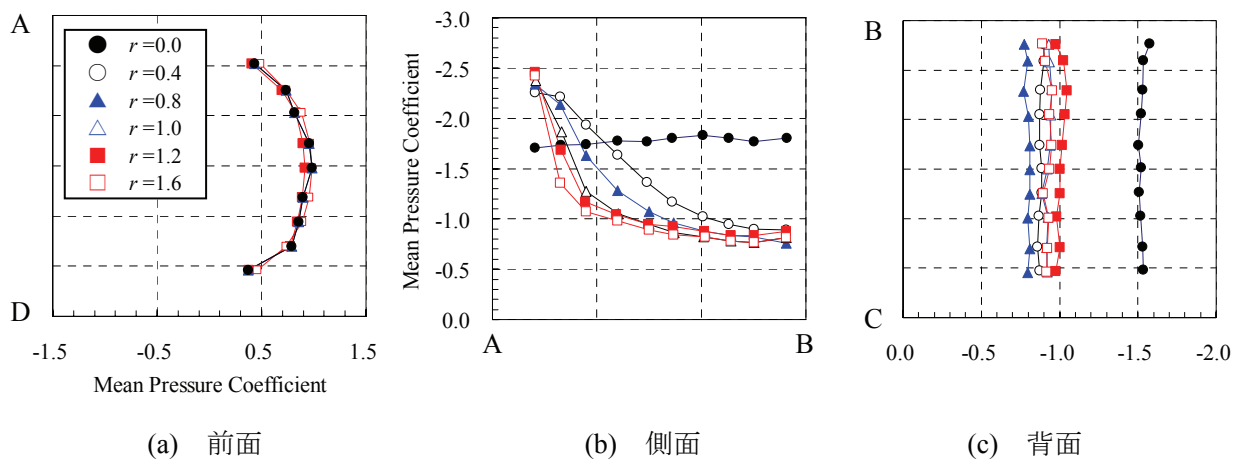 A
r =0.0
r =0.4
r =0.8
r =1.0
r =1.2
r =1.6
D
-1.5
-0.5
0.5
1.5
Mean Pressure Coefficient
(a) 前面
-3.0
-2.5
-2.0
-1.5
-1.0
-0.5
0.0
Mean Pressure Coefficient
A
B
(b) 側面
B
C
0.0
-0.5
-1.0
-1.5
-2.0
(c) 背面